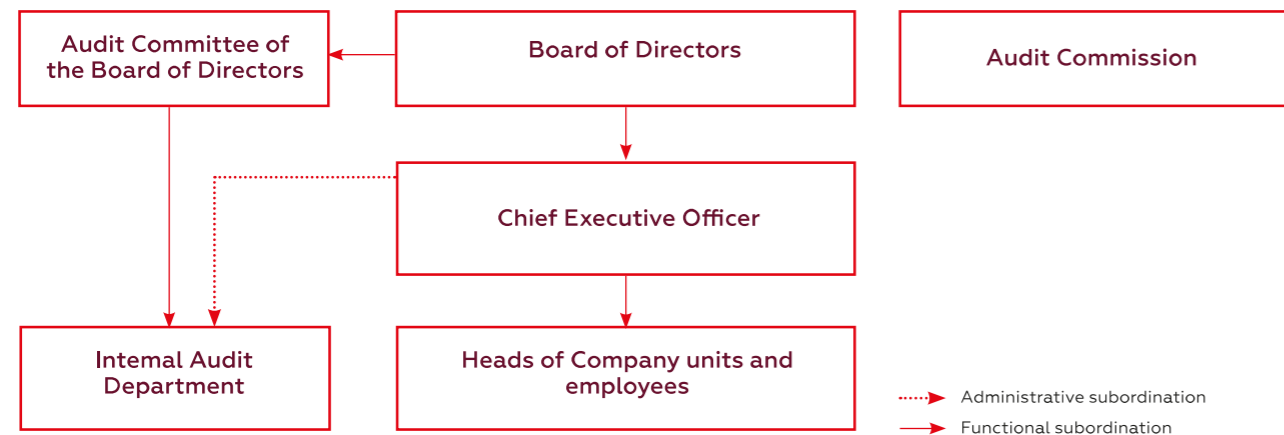 Audit Committee of
the Board of Directors
Board of Directors
Audit Commission
Chief Executive Officer
Internal Audit
Department
Heads of Company units and
employees
Administrative subordination
Functional subordination